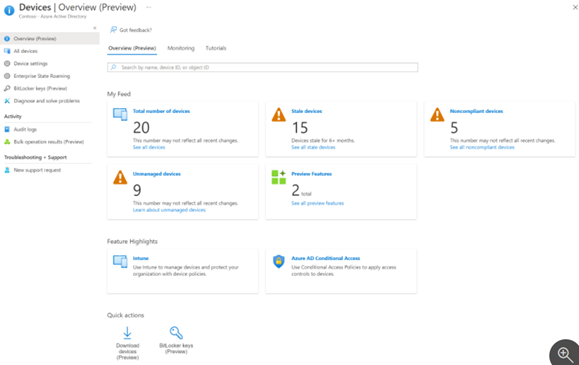 Devices | Overview (Preview) ...
Contoso - Azure Active Directory
Overview (Preview)
All devices
Device settings
Enterprise State Roaming
BitLocker keys (Preview)
Diagnose and solve problems
Activity
Audit logs
Bulk operation results (Preview)
Troubleshooting + Support
New support request
Got feedback?
Overview (Preview) Monitoring Tutorials
Search by name, device ID, or object ID
My Feed
Total number of devices
20
This number may not reflect all recent changes.
See all devices
Stale devices
15
Devices stale for 6+ months.
See all stale devices
Noncompliant devices
5
This number may not reflect all recent changes.
See all noncompliant devices
Unmanaged devices
9
This number may not reflect all recent changes.
Learn about unmanaged devices
Preview Features
2 total
See all preview features
Feature Highlights
Intune
Use Intune to manage devices and protect your
organization with device policies.
Azure AD Conditional Access
Use Conditional Access Policies to apply access
controls to devices.
Quick actions
Download
devices
(Preview)
BitLocker keys
(Preview)